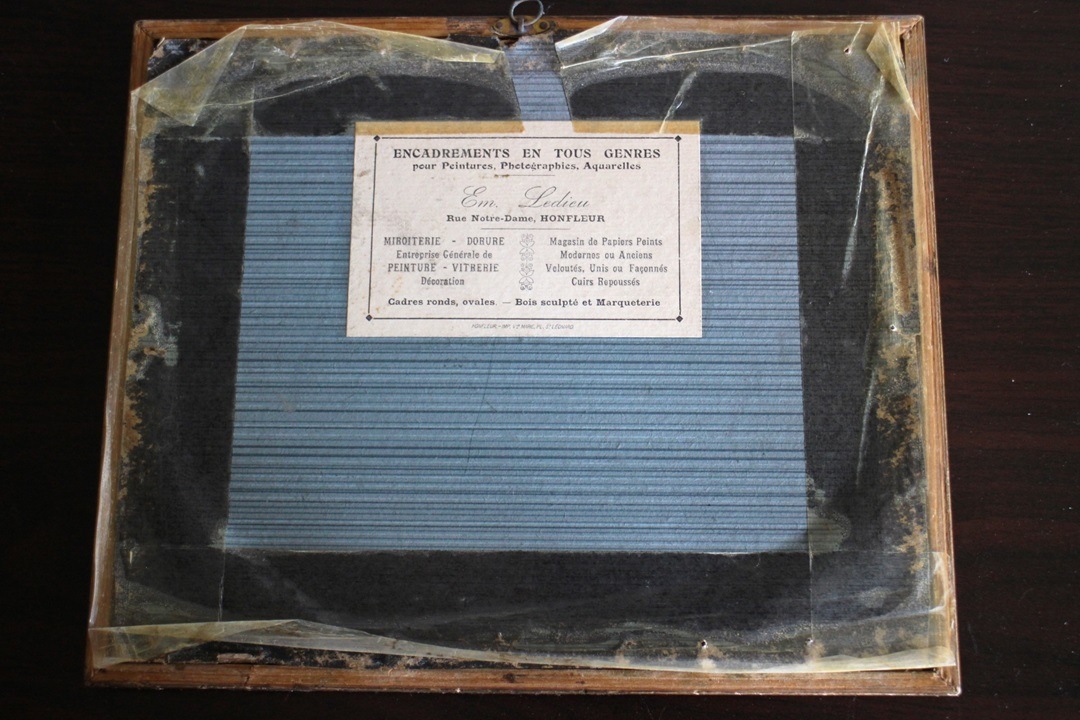 ENCADREMENTS EN TOUS GENRES
pour Peintures, Photographies, Aquarelles
Em. Ledieu
Rue Notre-Dame, HONFLEUR
MIROITERIE - DORURE
Entreprise Générale de
PEINTURE - VITRERIE
Décoration
Magasin de Papiers Peints
Modernes ou Anciens
Veloutés, Unis ou Façonnés
Cuirs Repoussés
Cadres ronds, ovales. — Bois sculpté et Marqueterie
HONFLEUR - IMP.